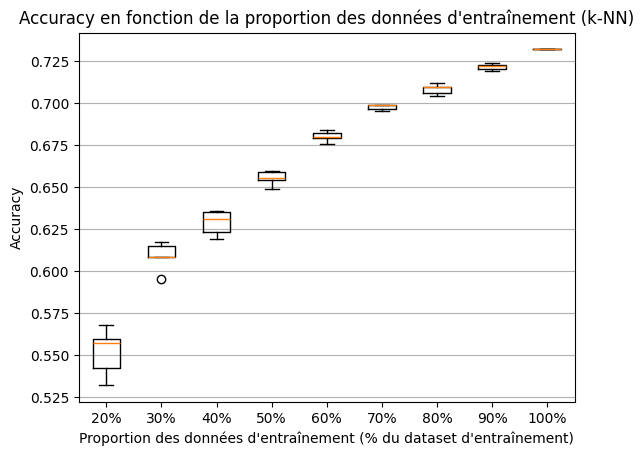 Accuracy en fonction de la proportion des données d'entraînement (k-NN)
0.725
0.700
0.675
0.650
0.625
0.600
0.575
0.550
0.525
Accuracy
20% 30% 40% 50% 60% 70% 80% 90% 100%
Proportion des données d'entraînement (% du dataset d'entraînement)